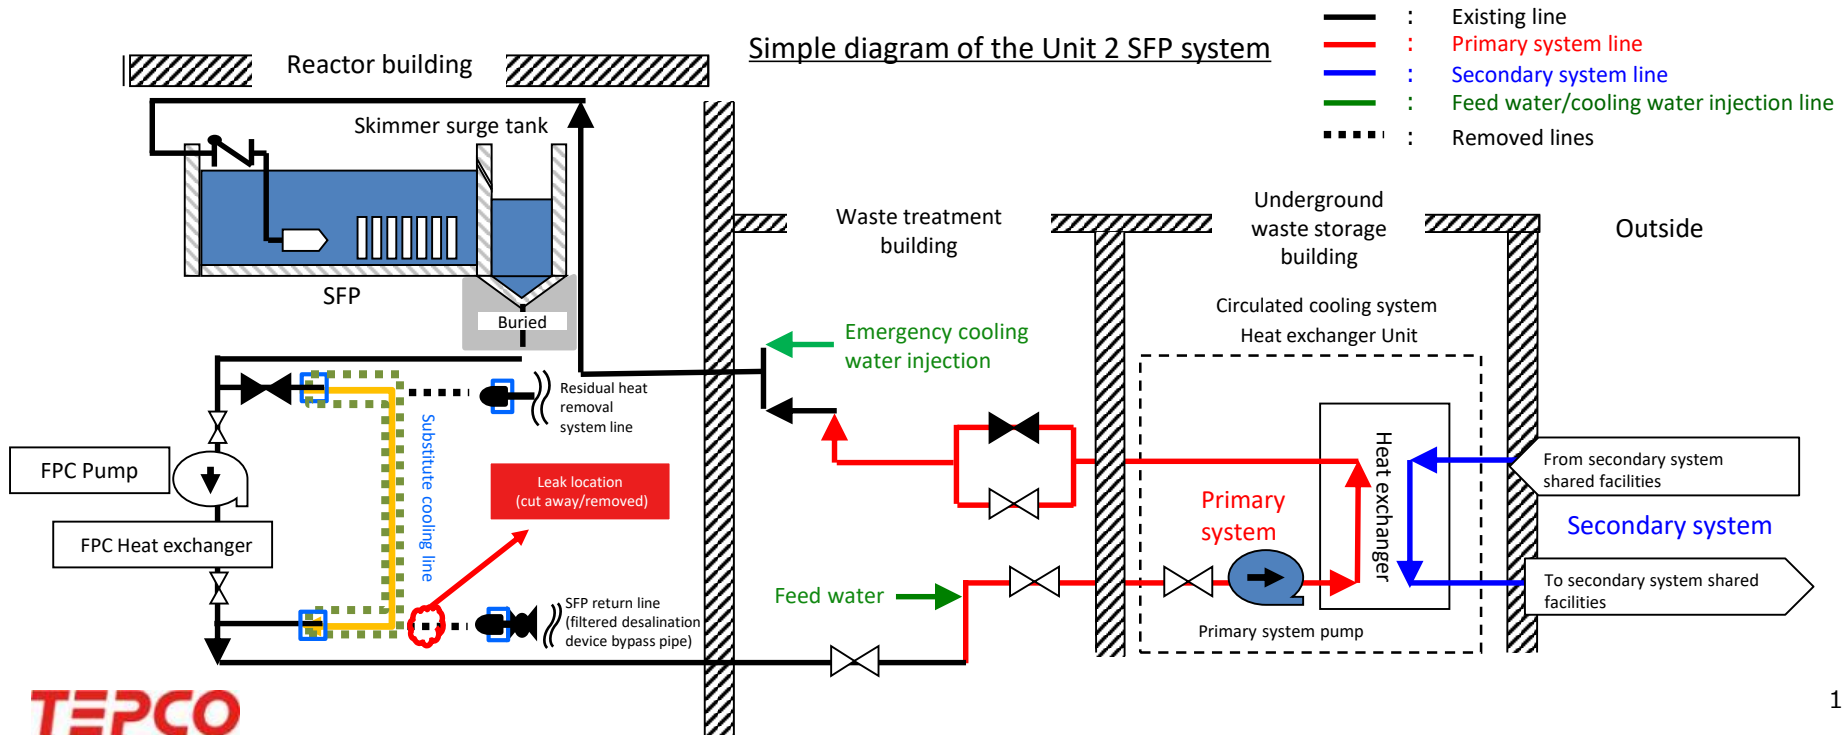 Simple diagram of the Unit 2 SFP system
: Existing line
: Primary system line
: Secondary system line
: Feed water/cooling water injection line
: Removed lines
Reactor building
Skimmer surge tank
SFP
Buried
Waste treatment
building
Underground
waste storage
building
Outside
Circulated cooling system
Heat exchanger Unit
Emergency cooling
water injection
Residual heat
removal
system line
Substitute cooling line
FPC Pump
FPC Heat exchanger
Leak location
(cut away/removed)
SFP return line
(filtered desalination
device bypass pipe)
Feed water
Primary
system
Heat exchanger
Primary system pump
From secondary system
shared facilities
Secondary system
To secondary system shared
facilities
TEPCO
1